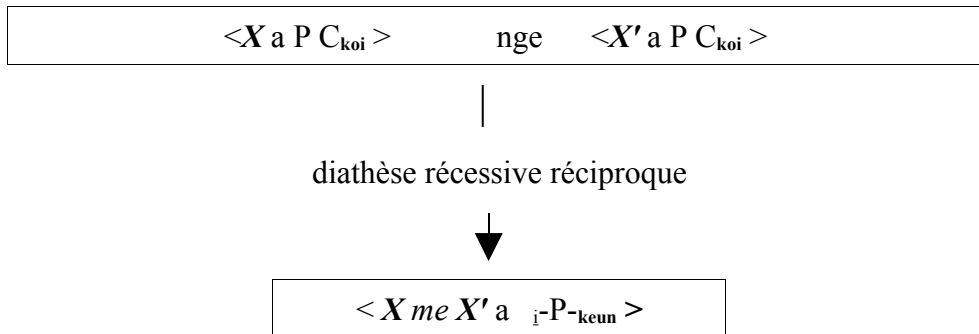 <X a P Ckoi > nge <X' a P Ckoi >
diathèse récessive réciproque
< X me X' a i-P-keun >